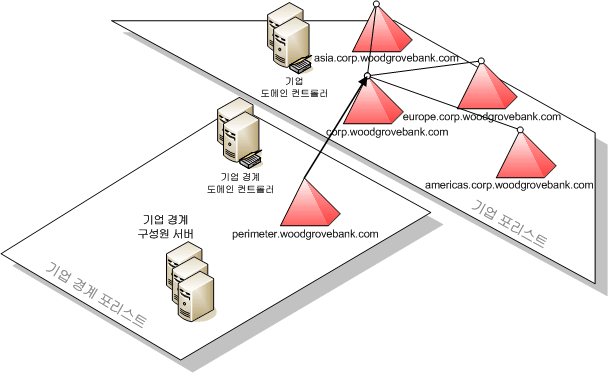 asia.corp.woodgrovebank.com
기업
도메인 컨트롤러
europe.corp.woodgrovebank.com
corp.woodgrovebank.com
기업 경계
도메인 컨트롤러
americas.corp.woodgrovebank.com
기업 포리스트
기업 경계
구성원 서버
perimeter.woodgrovebank.com
기업 경계 포리스트